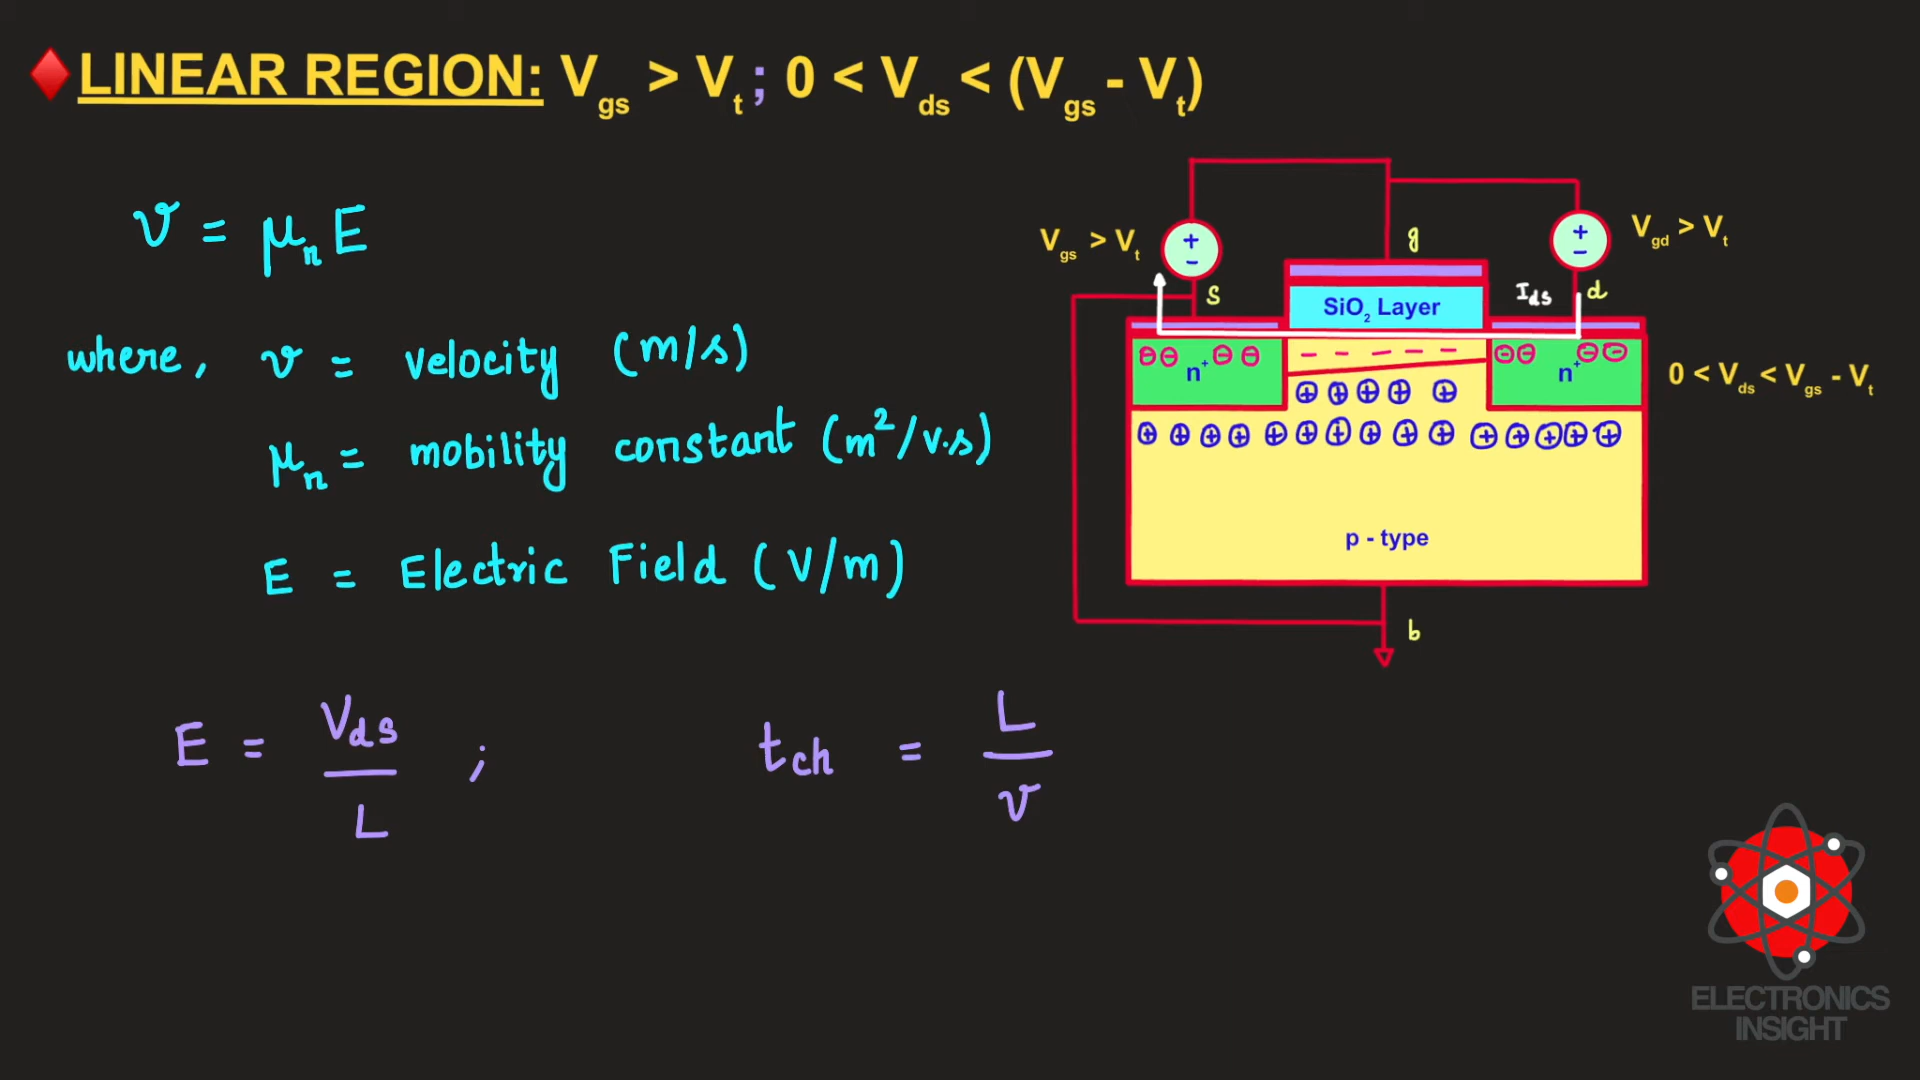 LINEAR REGION: Vgs > Vt ; 0 < Vds < (Vgs - Vt)
v = μn E
where, v = velocity (m/s)
μn = mobility constant (m²/v.s)
E = Electric Field (V/m)
E = Vds / L ; tch = L / v
Vgs > Vt
+
−
g
+
−
Vgd > Vt
s
SiO2 Layer
Ids
d
n+
n+
0 < Vds < Vgs - Vt
p - type
b
ELECTRONICS
INSIGHT